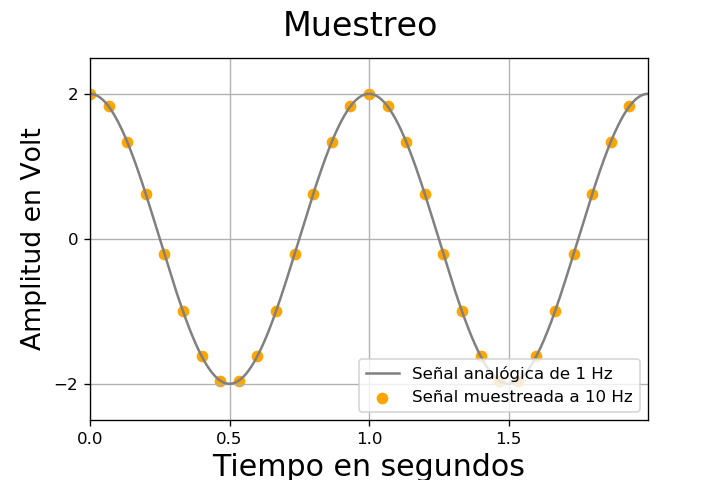 Muestreo
Amplitud en Volt
2
0
−2
Señal analógica de 1 Hz
Señal muestreada a 10 Hz
0.0 0.5 1.0 1.5
Tiempo en segundos